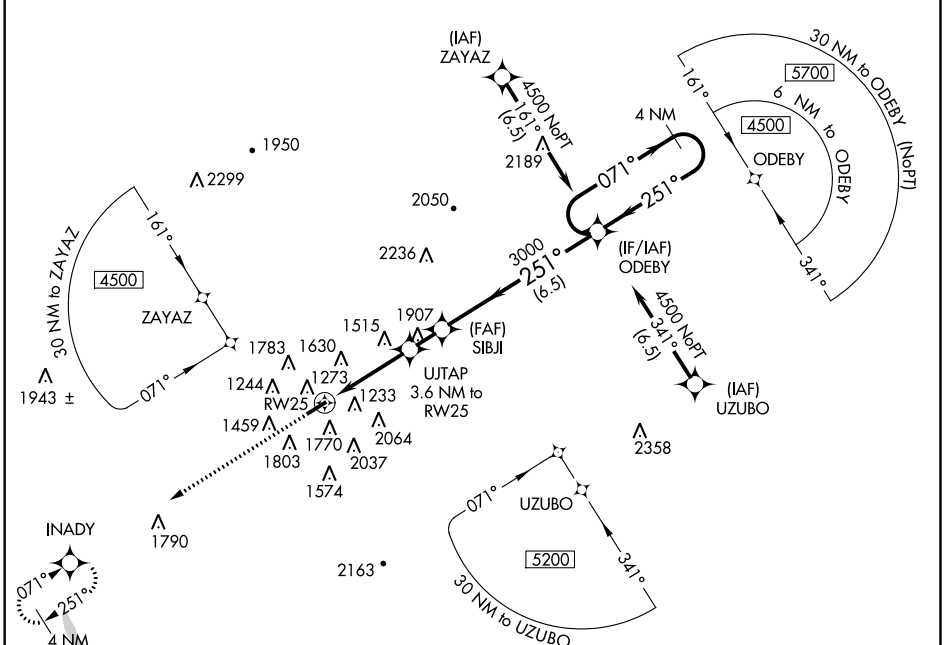 (IAF)
ZAYAZ
4500 NoPT
161°
(6.5)
2189
4 NM
071°
251°
30 NM to ODEBY (NoPT)
5700
6 NM to ODEBY
4500
161°
ODEBY
341°
1950
2299
2050
2236
3000
251°
(6.5)
(IF/IAF)
ODEBY
161°
30 NM to ZAYAZ
4500
ZAYAZ
071°
1943 ±
4500 NoPT
341°
(6.5)
(IAF)
UZUBO
1907
1515
(FAF)
SIBJI
UJTAP
3.6 NM to
RW25
1783
1630
1244
1273
RW25
1233
1459
2064
1770
1803
2037
1574
2358
071°
UZUBO
5200
341°
30 NM to UZUBO
1790
2163
INADY
071°
251°
4 NM